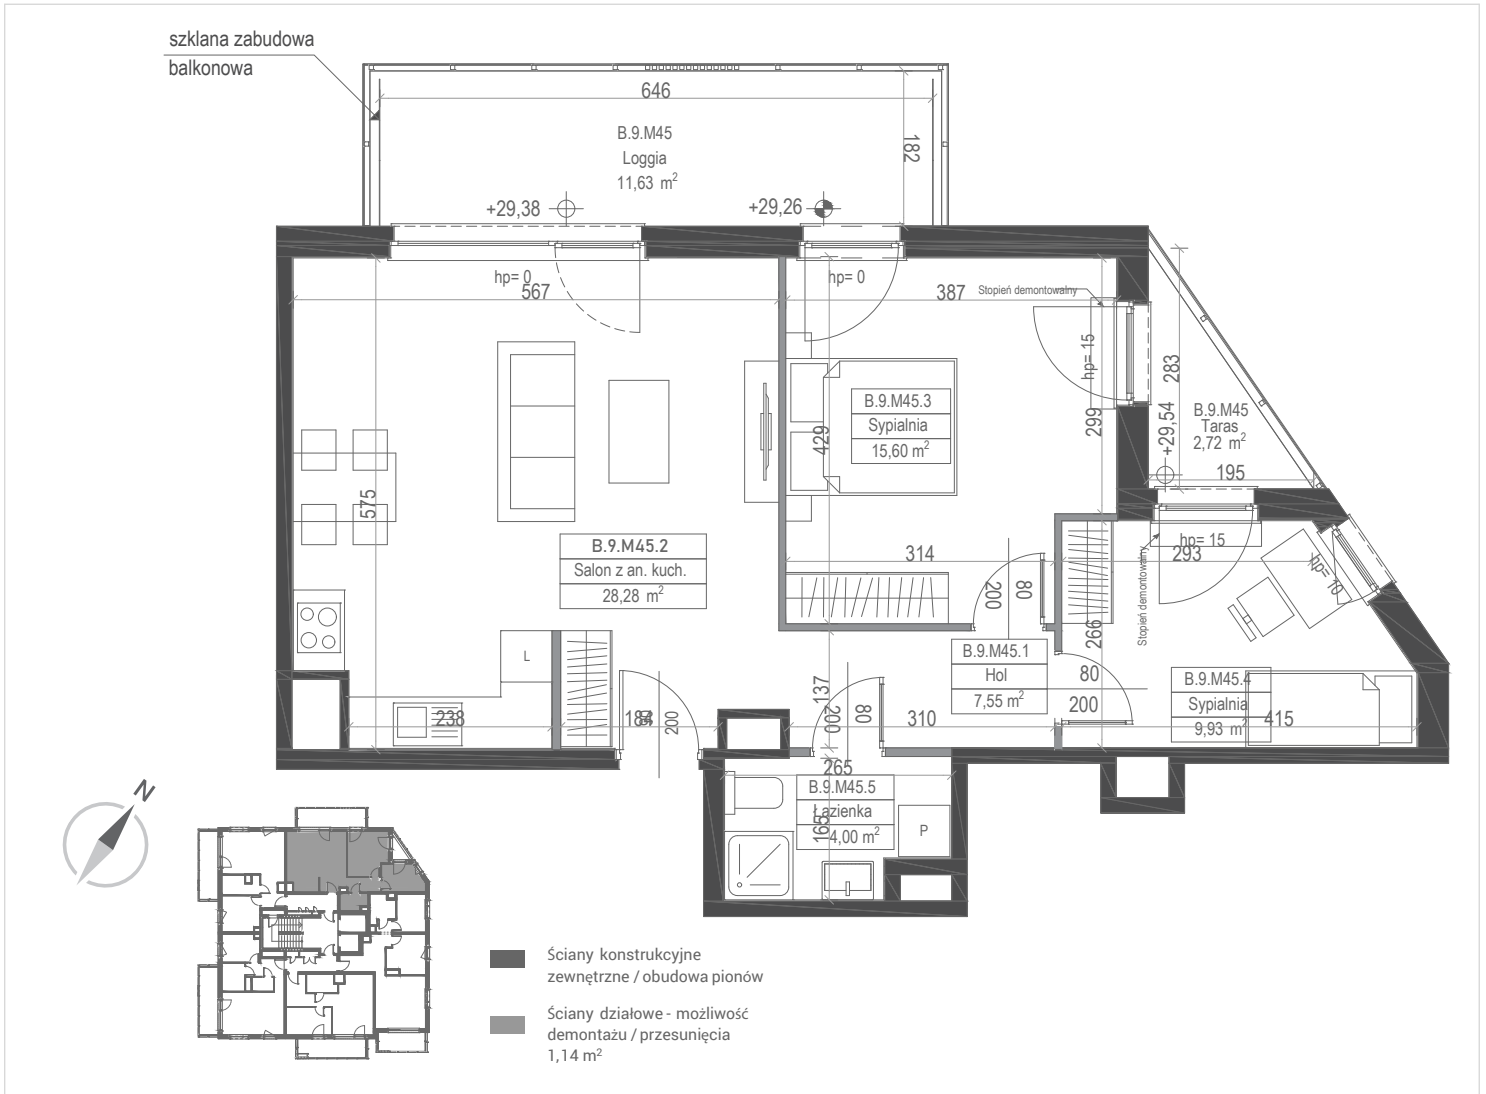 szklana zabudowa
balkonowa
646
B.9.M45
Loggia
11,63 m²
182
+29,38
+29,26
hp= 0
567
hp= 0
387
Stopień demontowalny
hp= 15
283
299
+29,54
B.9.M45
Taras
2,72 m²
195
B.9.M45.3
Sypialnia
15,60 m²
429
575
B.9.M45.2
Salon z an. kuch.
28,28 m²
314
200
80
hp= 15
293
Stopień demontowalny
hp= 10
266
L
B.9.M45.1
Hol
7,55 m²
80
200
B.9.M45.4
Sypialnia
9,93 m²
415
137
200
80
310
238
184
200
265
B.9.M45.5
Łazienka
4,00 m²
165
P
N
Ściany konstrukcyjne
zewnętrzne / obudowa pionów
Ściany działowe - możliwość
demontażu / przesunięcia
1,14 m²